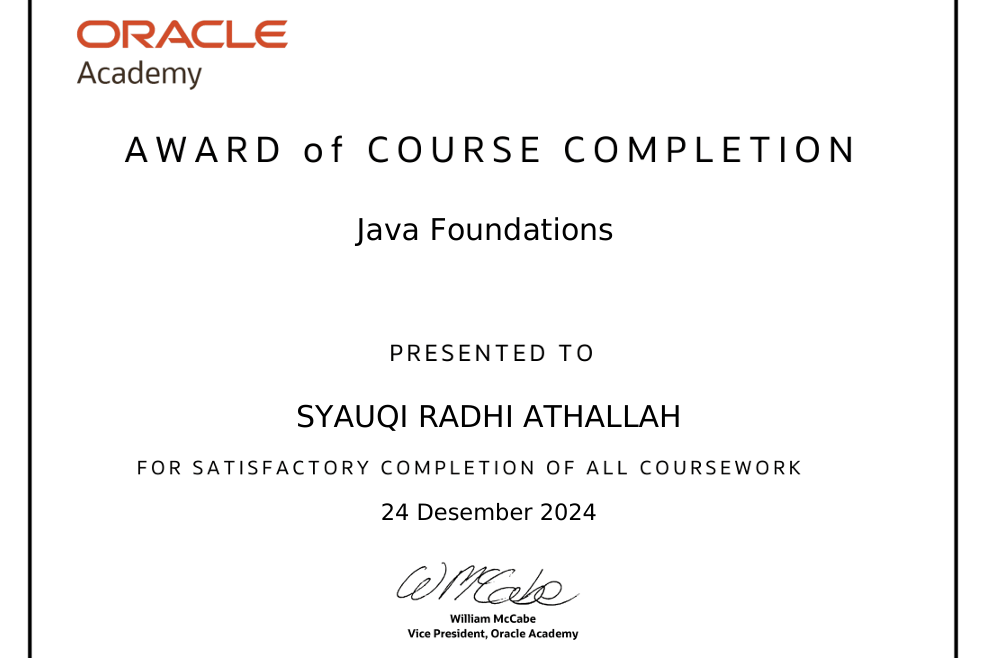 ORACLE
Academy
AWARD of COURSE COMPLETION
Java Foundations
PRESENTED TO
SYAUQI RADHI ATHALLAH
FOR SATISFACTORY COMPLETION OF ALL COURSEWORK
24 Desember 2024
W McCabe
William McCabe
Vice President, Oracle Academy